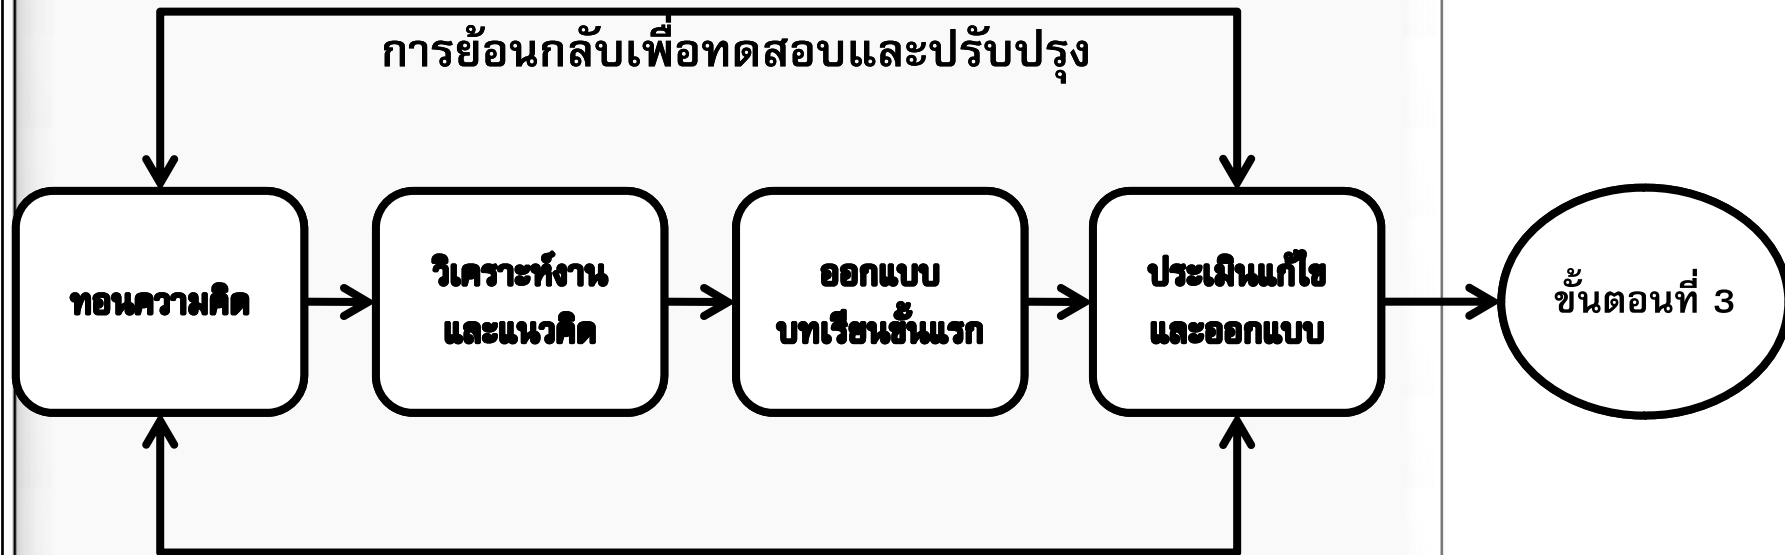 การย้อนกลับเพื่อทดสอบและปรับปรุง
ทอนความคิด
วิเคราะห์งาน
และแนวคิด
ออกแบบ
บทเรียนขั้นแรก
ประเมินแก้ไข
และออกแบบ
ขั้นตอนที่ 3